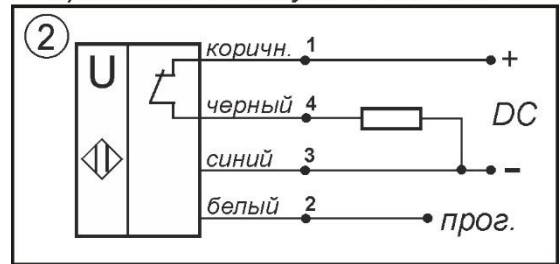 2
U
коричн. 1 +
черный 4 DC
синий 3 -
белый 2 прог.